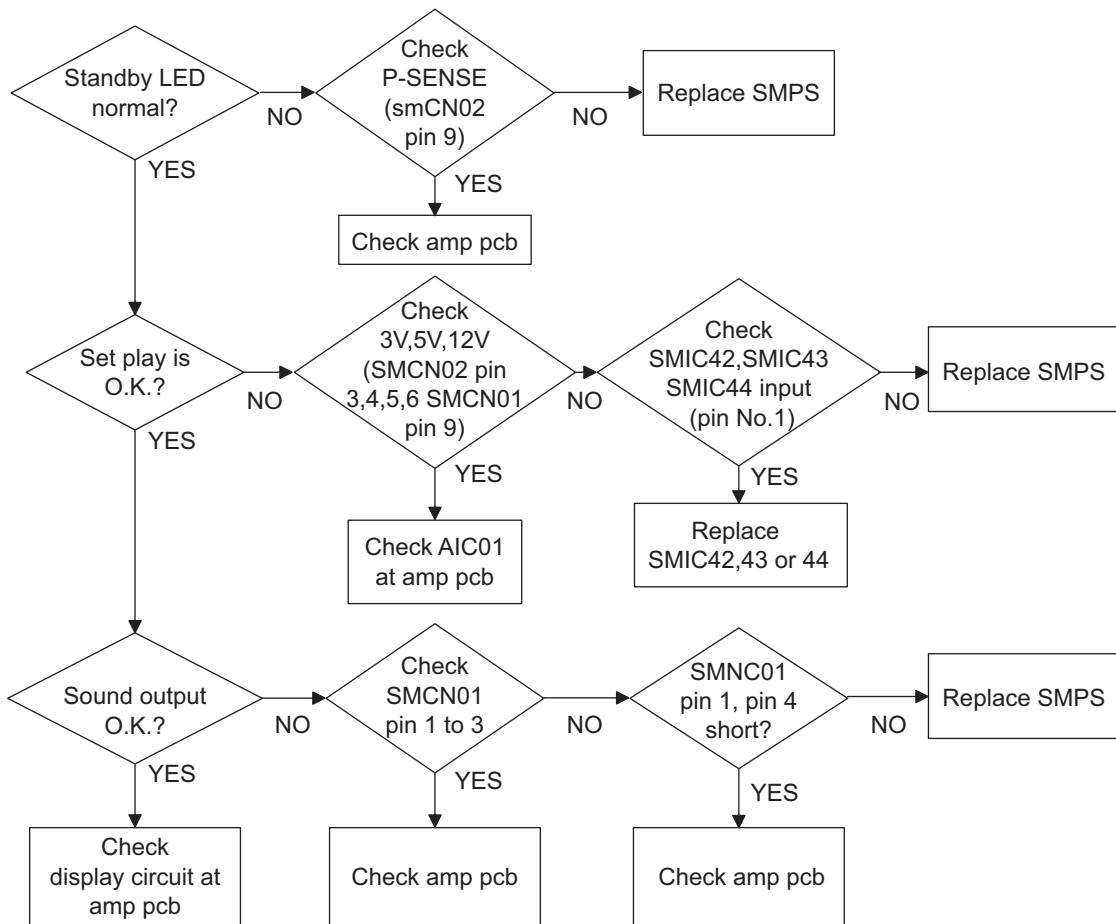 Standby LED
normal?
NO
YES
Check
P-SENSE
(smCN02
pin 9)
NO
YES
Replace SMPS
Check amp pcb
Set play is
O.K.?
NO
YES
Check
3V,5V,12V
(SMCN02 pin
3,4,5,6 SMCN01
pin 9)
NO
YES
Check
SMIC42,SMIC43
SMIC44 input
(pin No.1)
NO
YES
Replace SMPS
Check AIC01
at amp pcb
Replace
SMIC42,43 or 44
Sound output
O.K.?
NO
YES
Check
SMCN01
pin 1 to 3
NO
YES
SMNC01
pin 1, pin 4
short?
NO
YES
Replace SMPS
Check
display circuit at
amp pcb
Check amp pcb
Check amp pcb